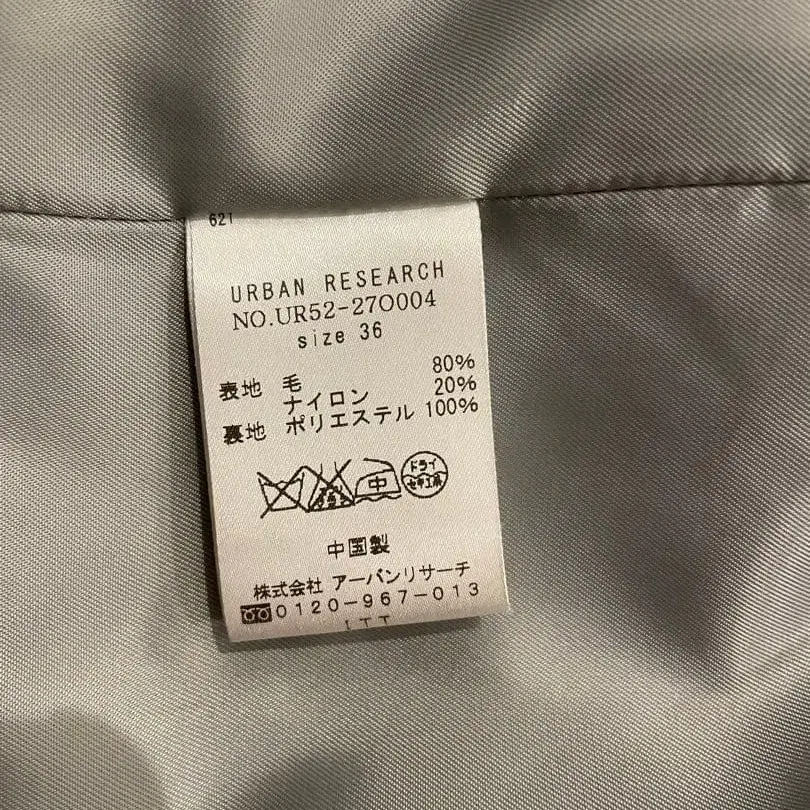 621
URBAN RESEARCH
NO.UR52-27O004
size 36
表地 毛 80%
ナイロン 20%
裏地 ポリエステル 100%
中 ドライ
セキユ系
中国製
株式会社 アーバンリサーチ
0120-967-013